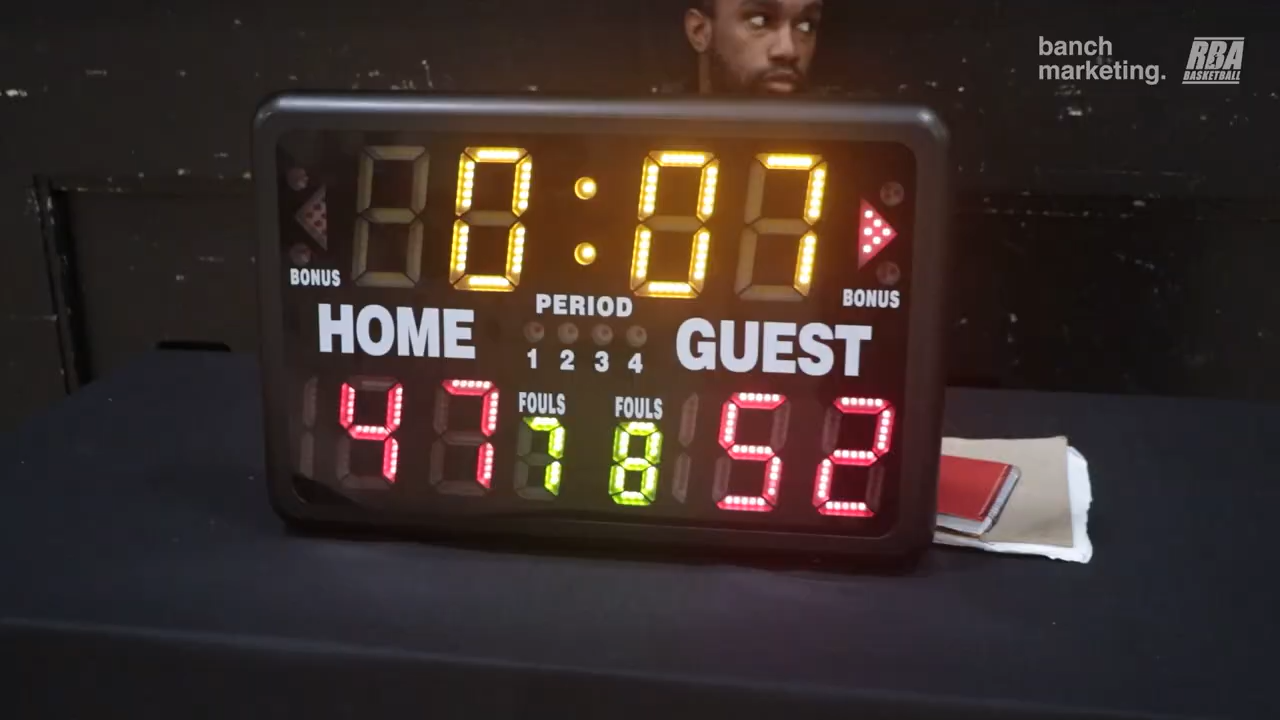 banch
marketing.
RBA
BASKETBALL
0:07
BONUS
BONUS
PERIOD
HOME
GUEST
1 2 3 4
FOULS
FOULS
47
7
8
52